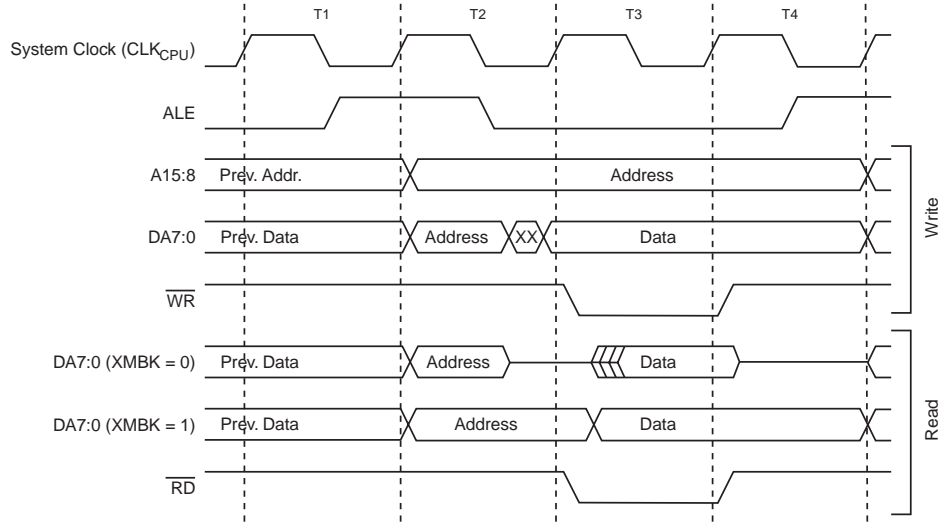 T1 T2 T3 T4
System Clock (CLKCPU)
ALE
A15:8 Prev. Addr. Address
DA7:0 Prev. Data Address XX Data
WR
Write
DA7:0 (XMBK = 0) Prev. Data Address Data
DA7:0 (XMBK = 1) Prev. Data Address Data
RD
Read